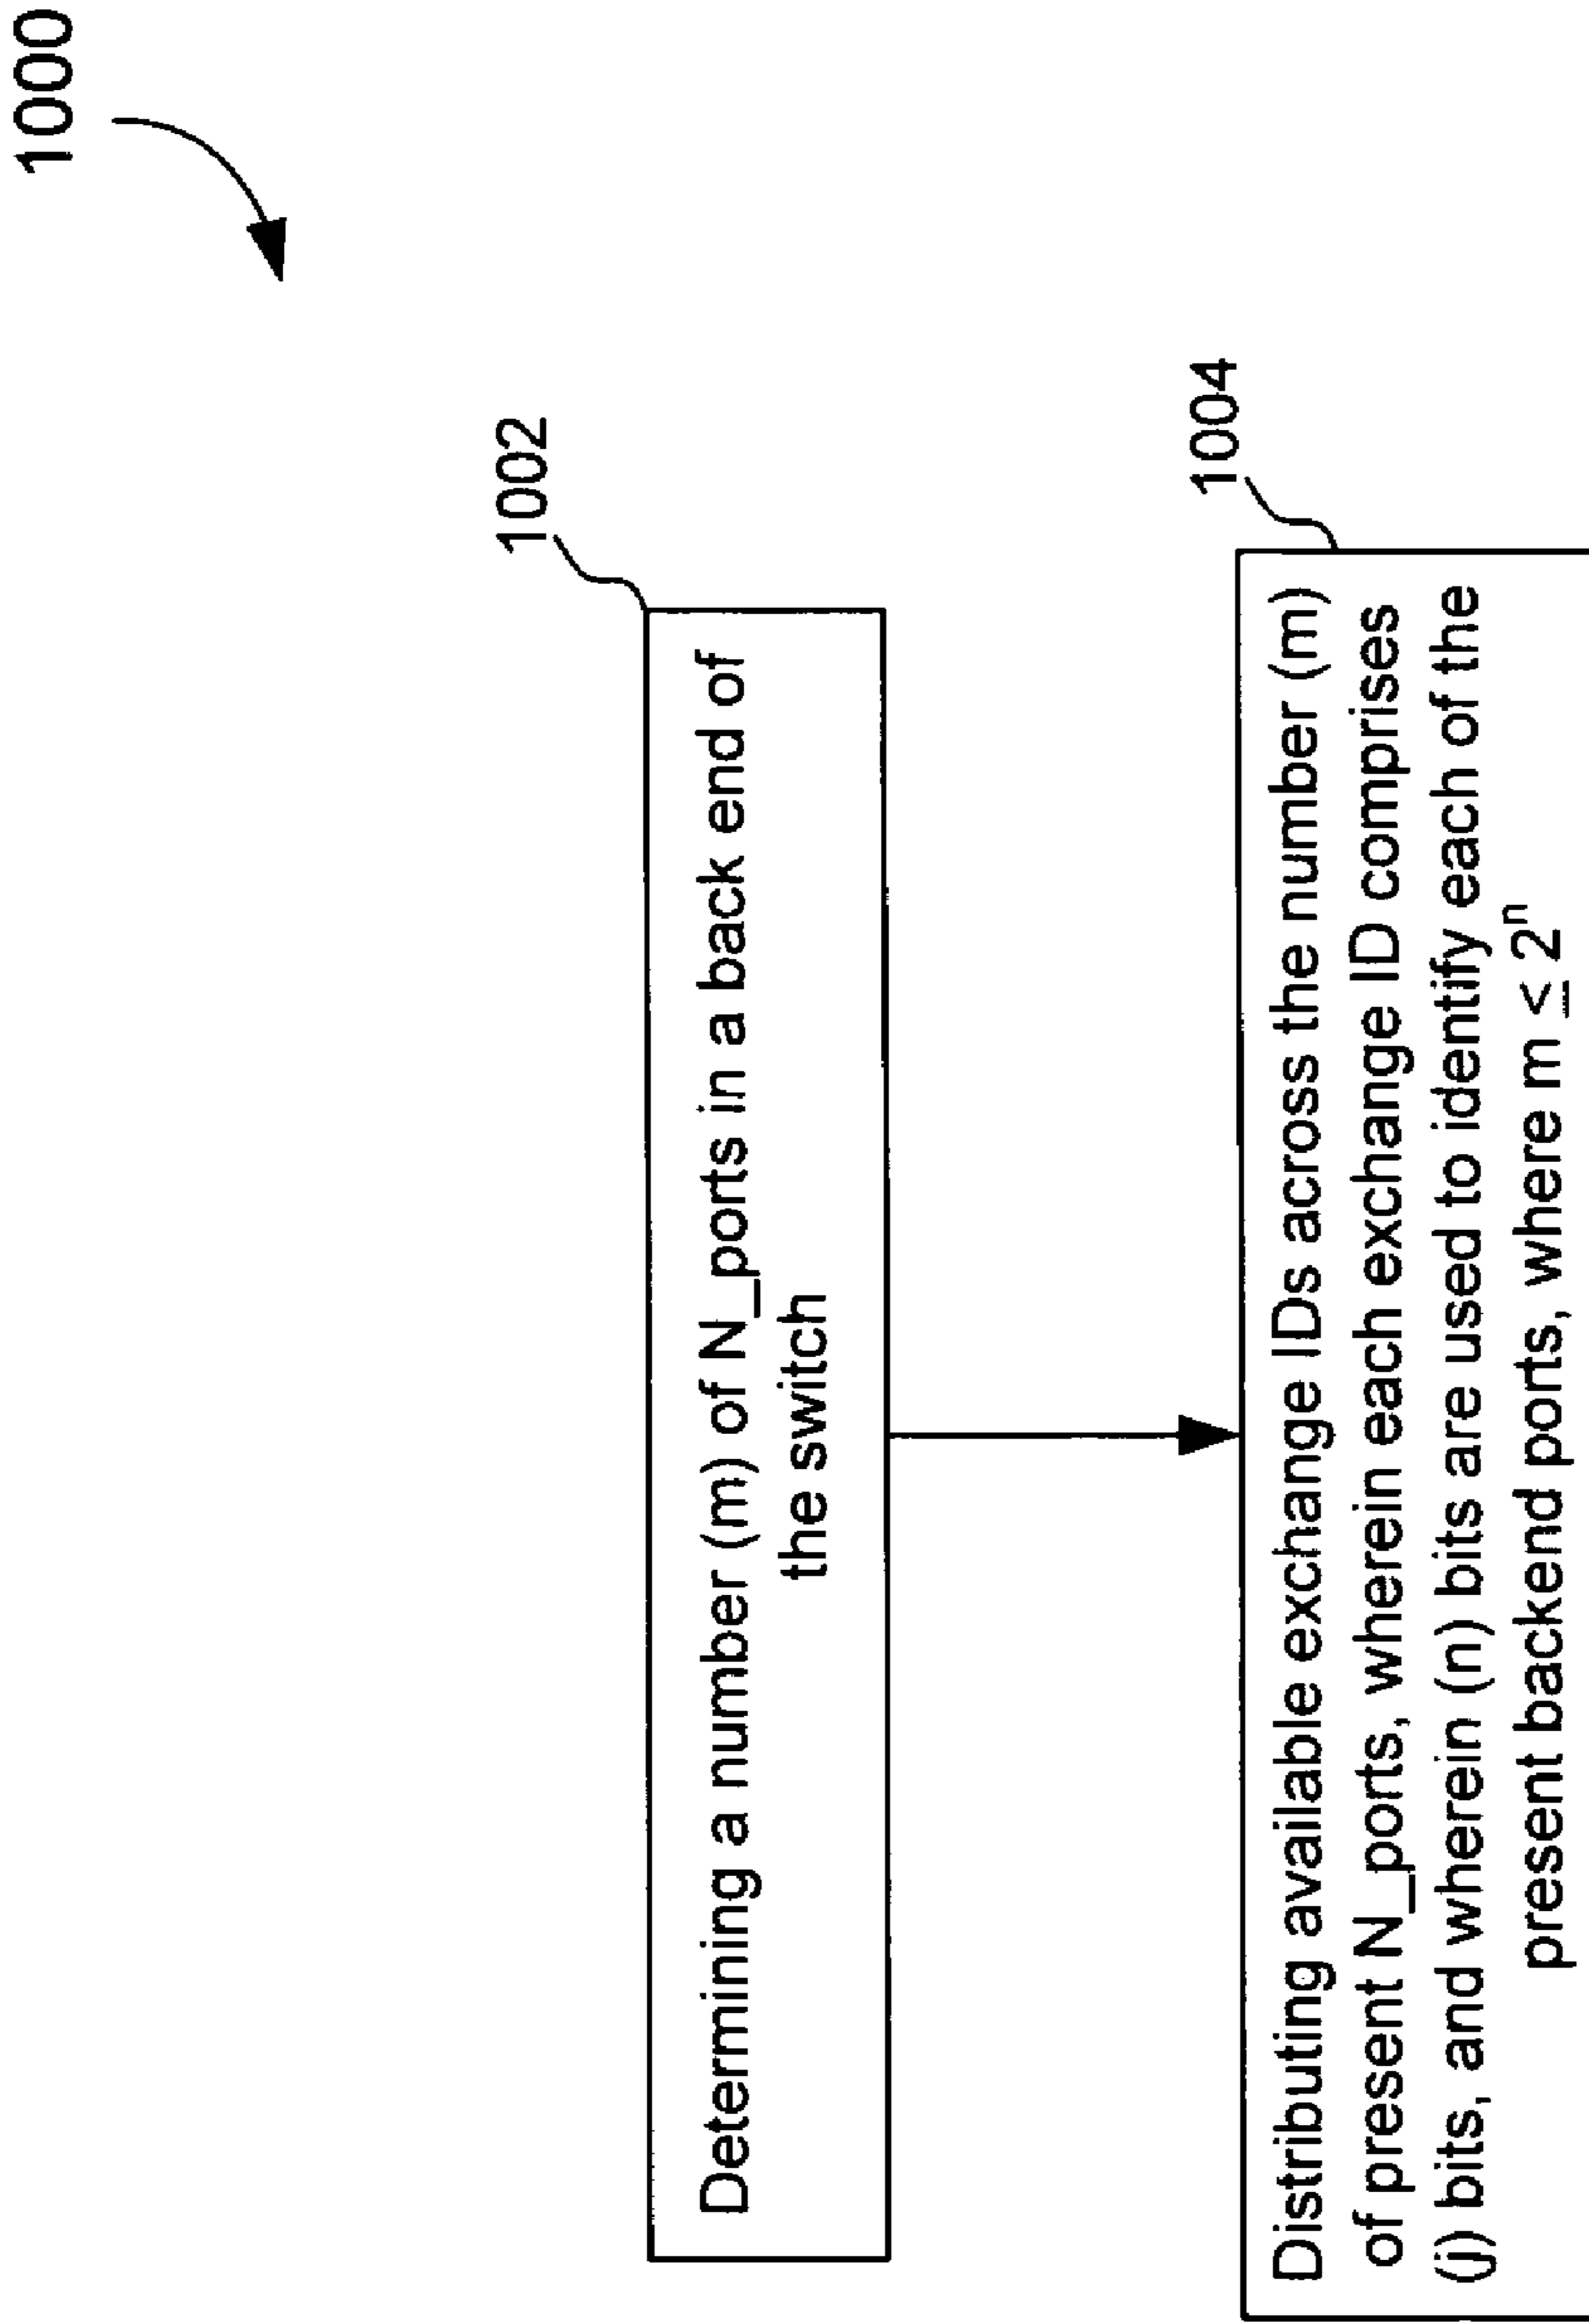 1000
1002
Determining a number (m) of N_ports in a back end of
the switch
1004
Distributing available exchange IDs across the number (m)
of present N_ports, wherein each exchange ID comprises
(j) bits, and wherein (n) bits are used to identify each of the
present backend ports, where m ≤ 2ⁿ